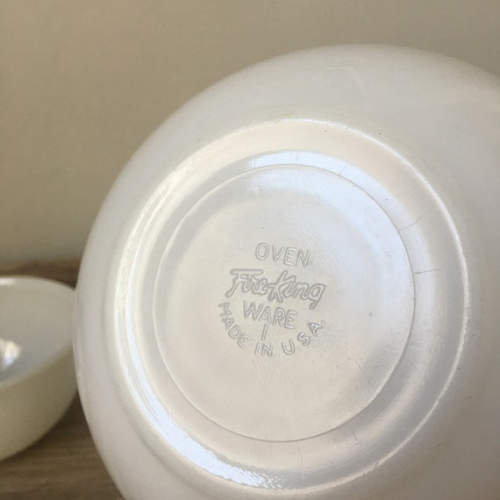 OVEN
Fire-King
WARE
1
MADE IN U.S.A.